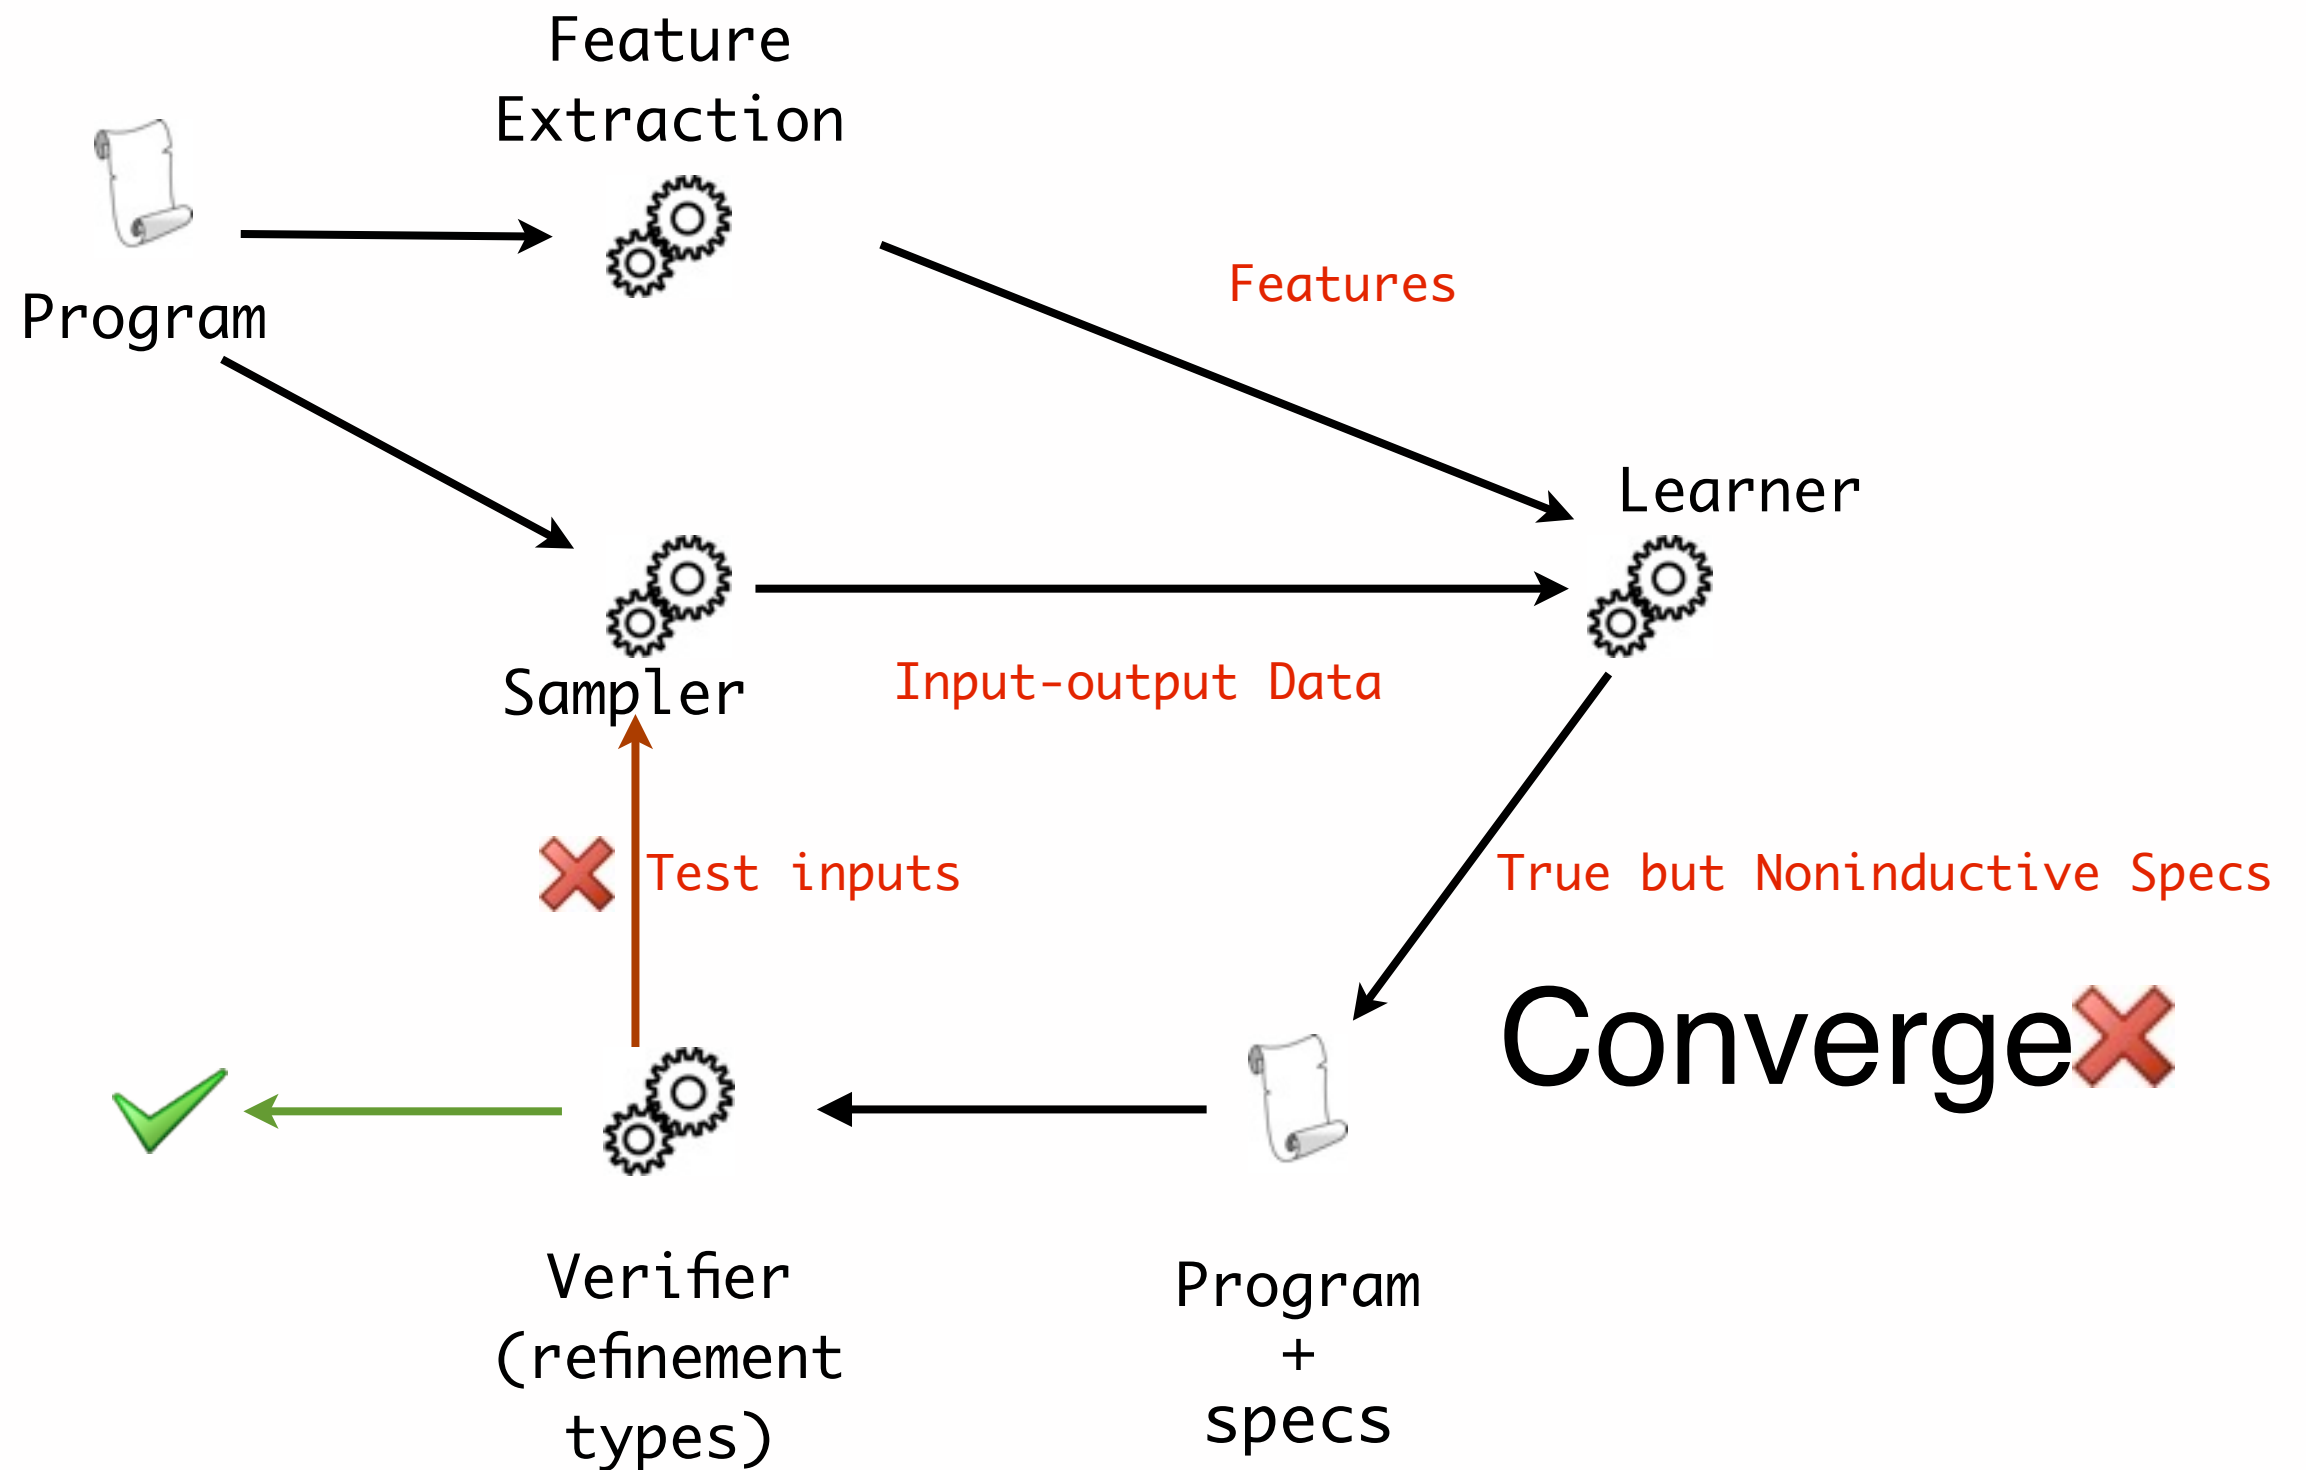 Feature
Extraction
Program
Features
Learner
Sampler
Input-output Data
Test inputs
True but Noninductive Specs
Converge
Verifier
(refinement
types)
Program
+
specs